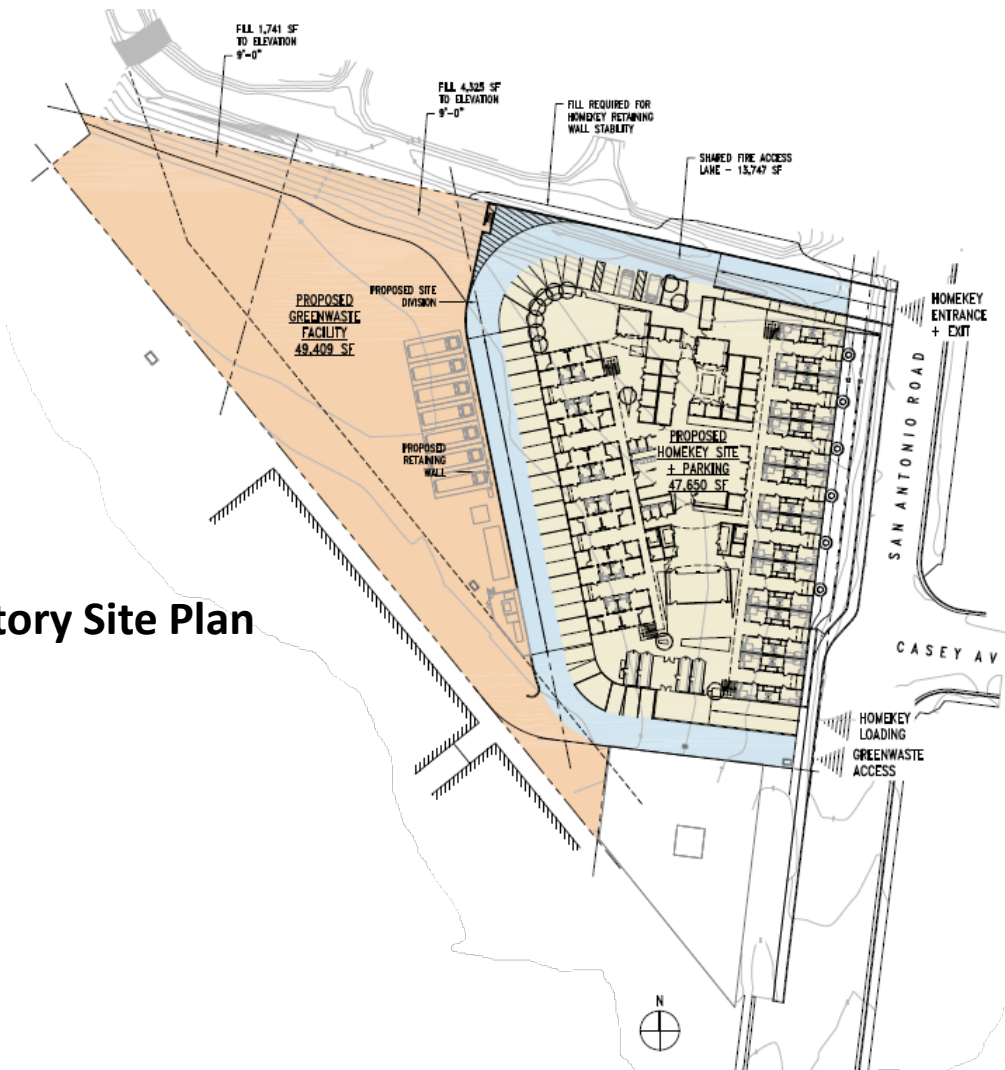 FILL 1,741 SF
TO ELEVATION
9'-0"
FILL 4,325 SF
TO ELEVATION
9'-0"
FILL REQUIRED FOR
HOMEKEY RETAINING
WALL STABILITY
SHARED FIRE ACCESS
LANE - 13,747 SF
HOMEKEY
ENTRANCE
+ EXIT
PROPOSED SITE
DIVISION
PROPOSED
GREENWASTE
FACILITY
49,409 SF
PROPOSED
RETAINING
WALL
PROPOSED
HOMEKEY SITE
+ PARKING
47,650 SF
SAN ANTONIO ROAD
tory Site Plan
CASEY AV
HOMEKEY
LOADING
GREENWASTE
ACCESS
N